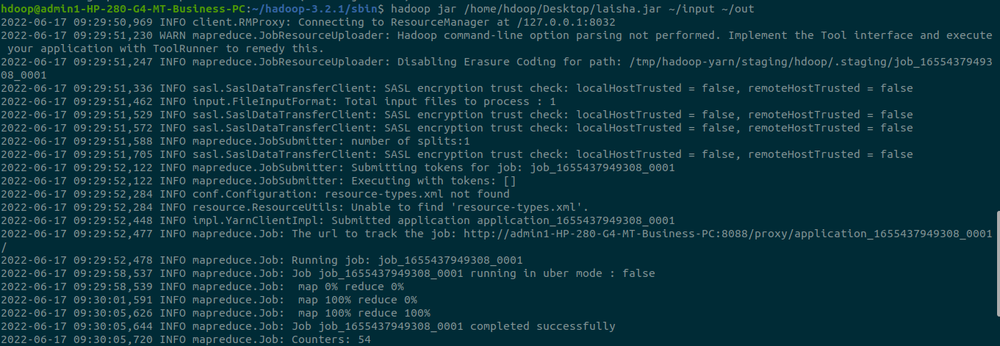 hdoop@admin1-HP-280-G4-MT-Business-PC:~/hadoop-3.2.1/sbin$ hadoop jar /home/hdoop/Desktop/laisha.jar ~/input ~/out
2022-06-17 09:29:50,969 INFO client.RMProxy: Connecting to ResourceManager at /127.0.0.1:8032
2022-06-17 09:29:51,230 WARN mapreduce.JobResourceUploader: Hadoop command-line option parsing not performed. Implement the Tool interface and execute
your application with ToolRunner to remedy this.
2022-06-17 09:29:51,247 INFO mapreduce.JobResourceUploader: Disabling Erasure Coding for path: /tmp/hadoop-yarn/staging/hdoop/.staging/job_16554379493
08_0001
2022-06-17 09:29:51,336 INFO sasl.SaslDataTransferClient: SASL encryption trust check: localHostTrusted = false, remoteHostTrusted = false
2022-06-17 09:29:51,462 INFO input.FileInputFormat: Total input files to process : 1
2022-06-17 09:29:51,529 INFO sasl.SaslDataTransferClient: SASL encryption trust check: localHostTrusted = false, remoteHostTrusted = false
2022-06-17 09:29:51,572 INFO sasl.SaslDataTransferClient: SASL encryption trust check: localHostTrusted = false, remoteHostTrusted = false
2022-06-17 09:29:51,588 INFO mapreduce.JobSubmitter: number of splits:1
2022-06-17 09:29:51,705 INFO sasl.SaslDataTransferClient: SASL encryption trust check: localHostTrusted = false, remoteHostTrusted = false
2022-06-17 09:29:52,122 INFO mapreduce.JobSubmitter: Submitting tokens for job: job_1655437949308_0001
2022-06-17 09:29:52,122 INFO mapreduce.JobSubmitter: Executing with tokens: []
2022-06-17 09:29:52,284 INFO conf.Configuration: resource-types.xml not found
2022-06-17 09:29:52,284 INFO resource.ResourceUtils: Unable to find 'resource-types.xml'.
2022-06-17 09:29:52,448 INFO impl.YarnClientImpl: Submitted application application_1655437949308_0001
2022-06-17 09:29:52,477 INFO mapreduce.Job: The url to track the job: http://admin1-HP-280-G4-MT-Business-PC:8088/proxy/application_1655437949308_0001
/
2022-06-17 09:29:52,478 INFO mapreduce.Job: Running job: job_1655437949308_0001
2022-06-17 09:29:58,537 INFO mapreduce.Job: Job job_1655437949308_0001 running in uber mode : false
2022-06-17 09:29:58,539 INFO mapreduce.Job:  map 0% reduce 0%
2022-06-17 09:30:01,591 INFO mapreduce.Job:  map 100% reduce 0%
2022-06-17 09:30:05,626 INFO mapreduce.Job:  map 100% reduce 100%
2022-06-17 09:30:05,644 INFO mapreduce.Job: Job job_1655437949308_0001 completed successfully
2022-06-17 09:30:05,720 INFO mapreduce.Job: Counters: 54